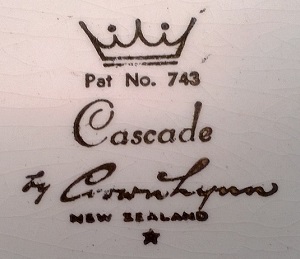 Pat No. 743
Cascade
by Crown Lynn
NEW ZEALAND